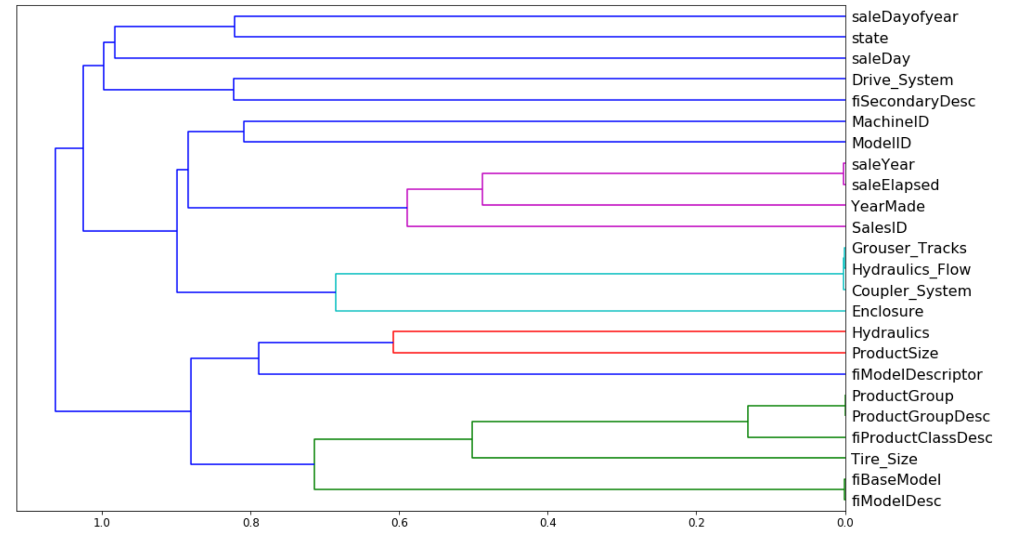 saleDayofyear
state
saleDay
Drive_System
fiSecondaryDesc
MachineID
ModelID
saleYear
saleElapsed
YearMade
SalesID
Grouser_Tracks
Hydraulics_Flow
Coupler_System
Enclosure
Hydraulics
ProductSize
fiModelDescriptor
ProductGroup
ProductGroupDesc
fiProductClassDesc
Tire_Size
fiBaseModel
fiModelDesc
1.0 0.8 0.6 0.4 0.2 0.0